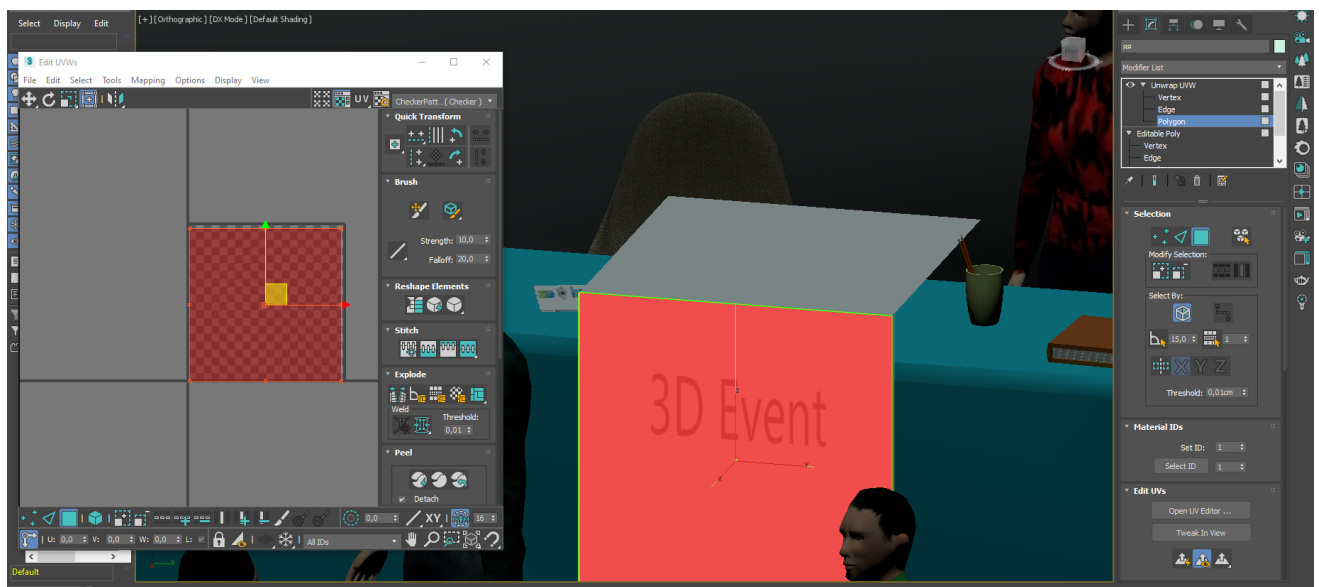 Select Display Edit
[+] [Orthographic] [DX Mode] [Default Shading]
Edit UVWs
File Edit Select Tools Mapping Options Display View
UV
CheckerPatt...( Checker )
Quick Transform
Brush
Strength: 10,0
Falloff: 20,0
Reshape Elements
Stitch
Explode
Weld
Threshold:
0,01
Peel
Detach
0,0
XY
16
U: 0,0 V: 0,0 W: 0,0 L:
All IDs
Default
3D Event
Modifier List
Unwrap UVW
Vertex
Edge
Polygon
Editable Poly
Vertex
Edge
Selection
Modify Selection:
Select By:
15,0
1
X Y Z
Threshold: 0,01cm
Material IDs
Set ID: 1
Select ID 1
Edit UVs
Open UV Editor ...
Tweak In View